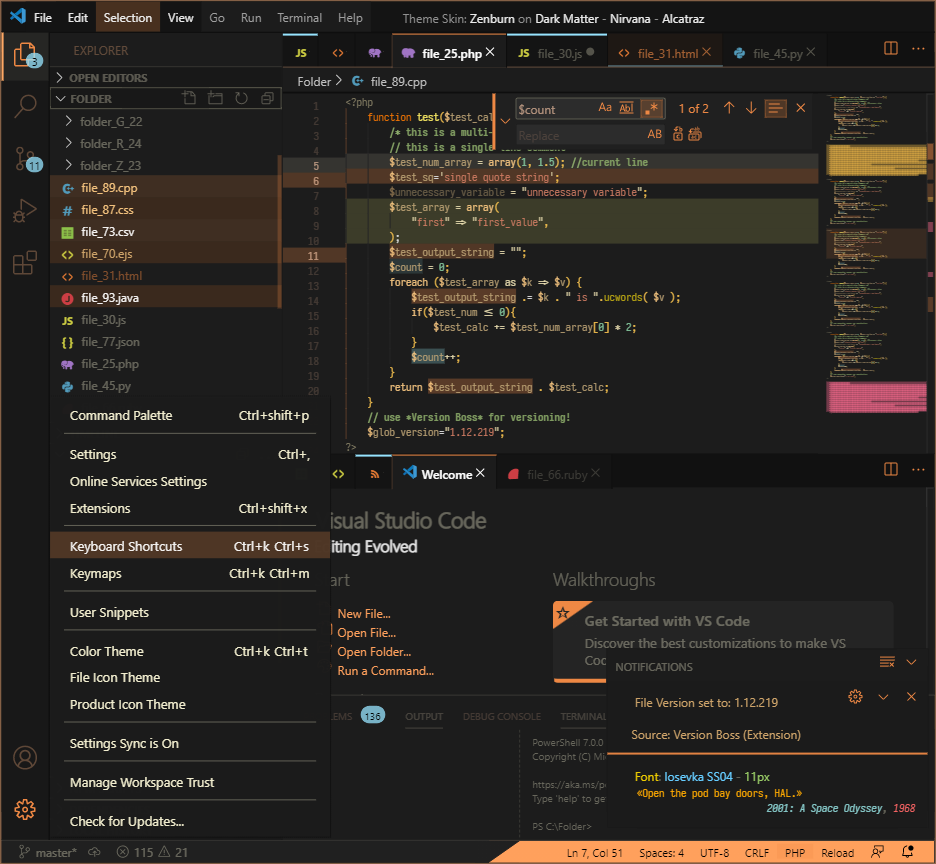 File Edit Selection View Go Run Terminal Help Theme Skin: Zenburn on Dark Matter - Nirvana - Alcatraz
3
11
EXPLORER
OPEN EDITORS
FOLDER
folder_G_22
folder_R_24
folder_Z_23
file_89.cpp
file_87.css
file_73.csv
file_70.ejs
file_31.html
file_93.java
file_30.js
file_77.json
file_25.php
file_45.py
JS file_25.php JS file_30.js file_31.html file_45.py
Folder file_89.cpp
$count Aa Abl .* 1 of 2
Replace AB
1 <?php
2 function test($test_cal
3 /* this is a multi-
4 // this is a single
5 $test_num_array = array(1, 1.5); //current line
6 $test_sq='single quote string';
7 $unnecessary_variable = "unnecessary variable";
8 $test_array = array(
9 "first" => "first_value",
10 );
11 $test_output_string = "";
12 $count = 0;
13 foreach ($test_array as $k => $v) {
14 $test_output_string .= $k . " is ".ucwords( $v );
15 if($test_num ≤ 0){
16 $test_calc += $test_num_array[0] * 2;
17 }
18 $count++;
19 }
20 return $test_output_string . $test_calc;
}
// use *Version Boss* for versioning!
$glob_version="1.12.219";
?>
Command Palette Ctrl+shift+p
Settings Ctrl+,
Online Services Settings
Extensions Ctrl+shift+x
Keyboard Shortcuts Ctrl+k Ctrl+s
Keymaps Ctrl+k Ctrl+m
User Snippets
Color Theme Ctrl+k Ctrl+t
File Icon Theme
Product Icon Theme
Settings Sync is On
Manage Workspace Trust
Check for Updates...
Welcome file_66.ruby
isual Studio Code
iting Evolved
art
New File...
Open File...
Open Folder...
Run a Command...
Walkthroughs
Get Started with VS Code
Discover the best customizations to make VS
Coc
NOTIFICATIONS
File Version set to: 1.12.219
Source: Version Boss (Extension)
Font: Iosevka SS04 - 11px
«Open the pod bay doors, HAL.»
2001: A Space Odyssey, 1968
LEMS 136 OUTPUT DEBUG CONSOLE TERMINAL
PowerShell 7.0.0
Copyright (C) Mi
https://aka.ms/p
Type 'help' to ge
PS C:\Folder>
master* 115 21 Ln 7, Col 51 Spaces: 4 UTF-8 CRLF PHP Reload